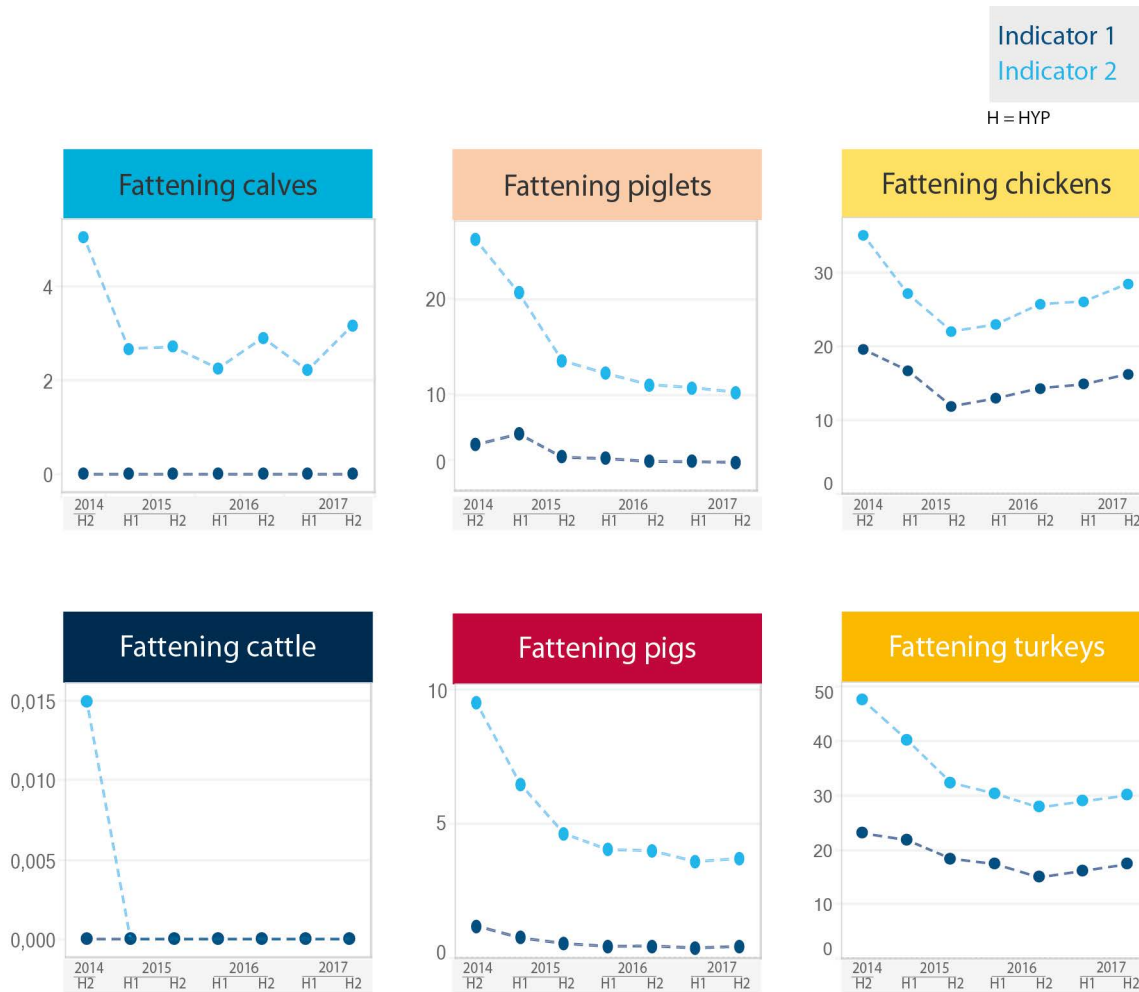 Indicator 1
Indicator 2
H = HYP
Fattening calves
4
2
0
2014 2015 2016 2017
H2 H1 H2 H1 H2 H1 H2
Fattening piglets
20
10
0
2014 2015 2016 2017
H2 H1 H2 H1 H2 H1 H2
Fattening chickens
30
20
10
0
2014 2015 2016 2017
H2 H1 H2 H1 H2 H1 H2
Fattening cattle
0,015
0,010
0,005
0,000
2014 2015 2016 2017
H2 H1 H2 H1 H2 H1 H2
Fattening pigs
10
5
0
2014 2015 2016 2017
H2 H1 H2 H1 H2 H1 H2
Fattening turkeys
50
40
30
20
10
0
2014 2015 2016 2017
H2 H1 H2 H1 H2 H1 H2